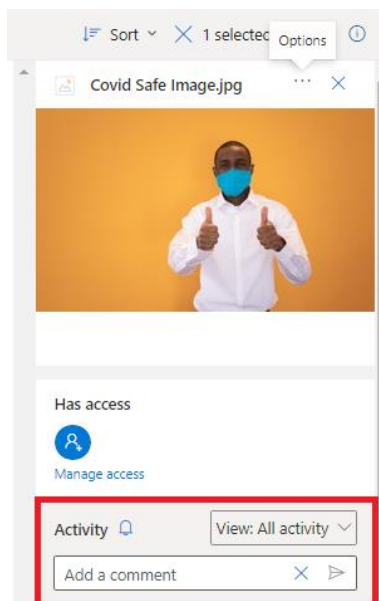 Sort 1 selected Options
Covid Safe Image.jpg ...
Has access
Manage access
Activity View: All activity
Add a comment